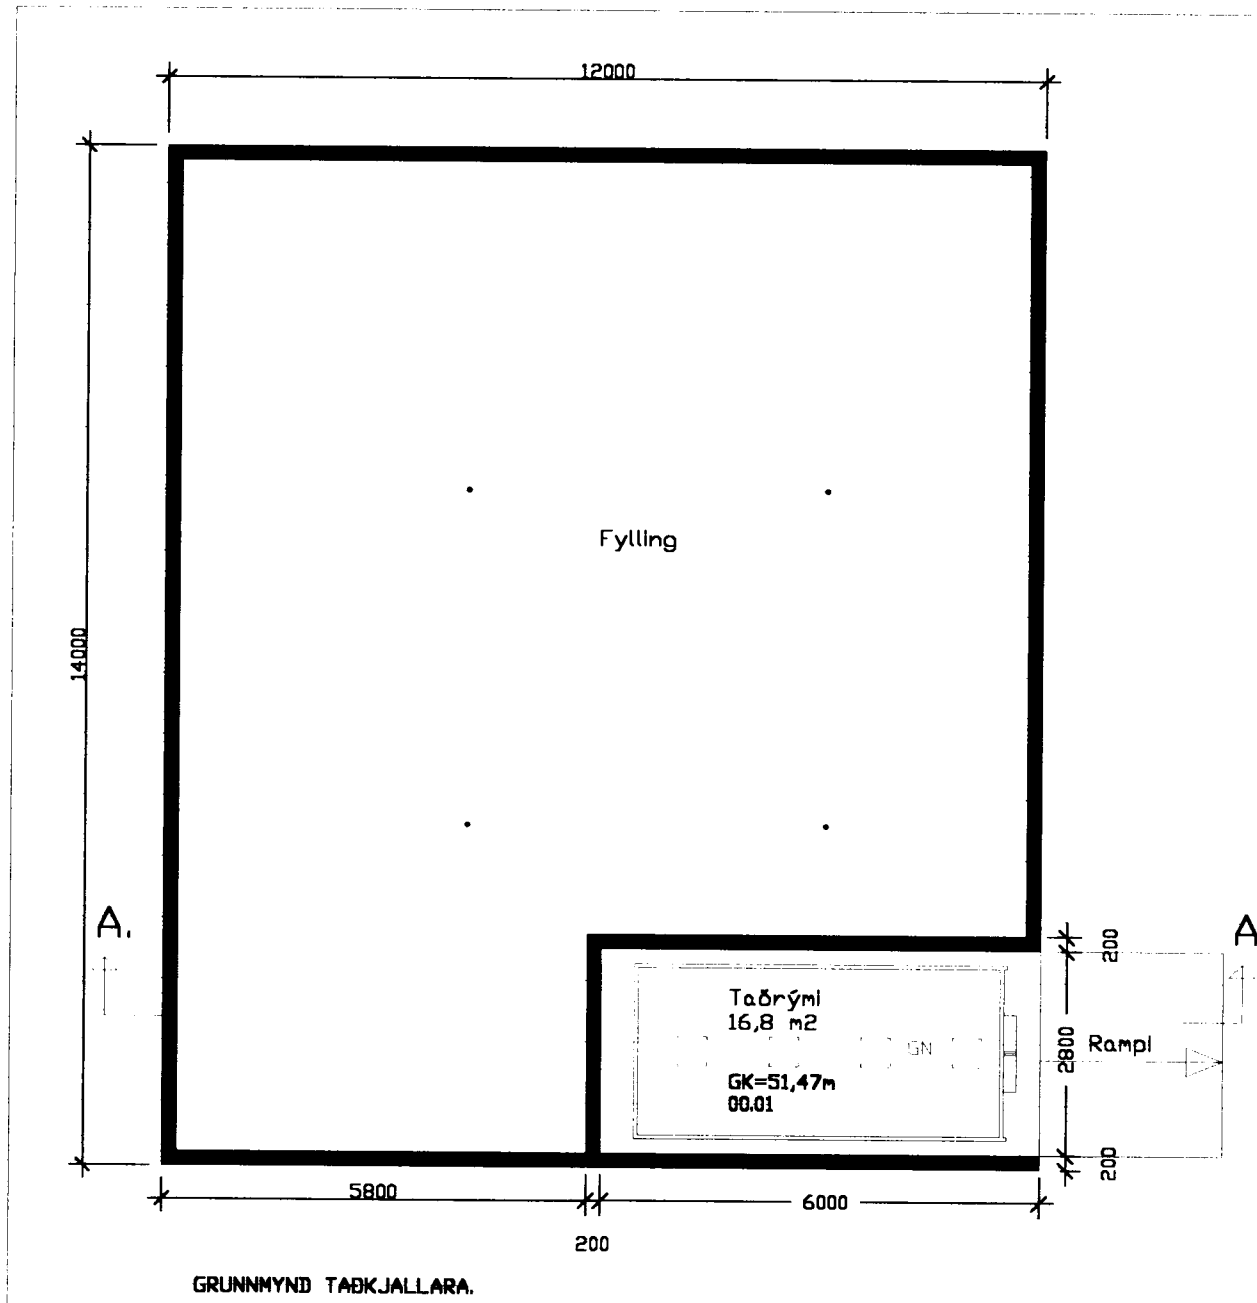 12000
Fylling
14000
A.
A
200
Taðrými
16,8 m2
GN
2800
Rampi
GK=51,47m
00.01
200
5800
6000
200
GRUNNMYND TAÐKJALLARA.